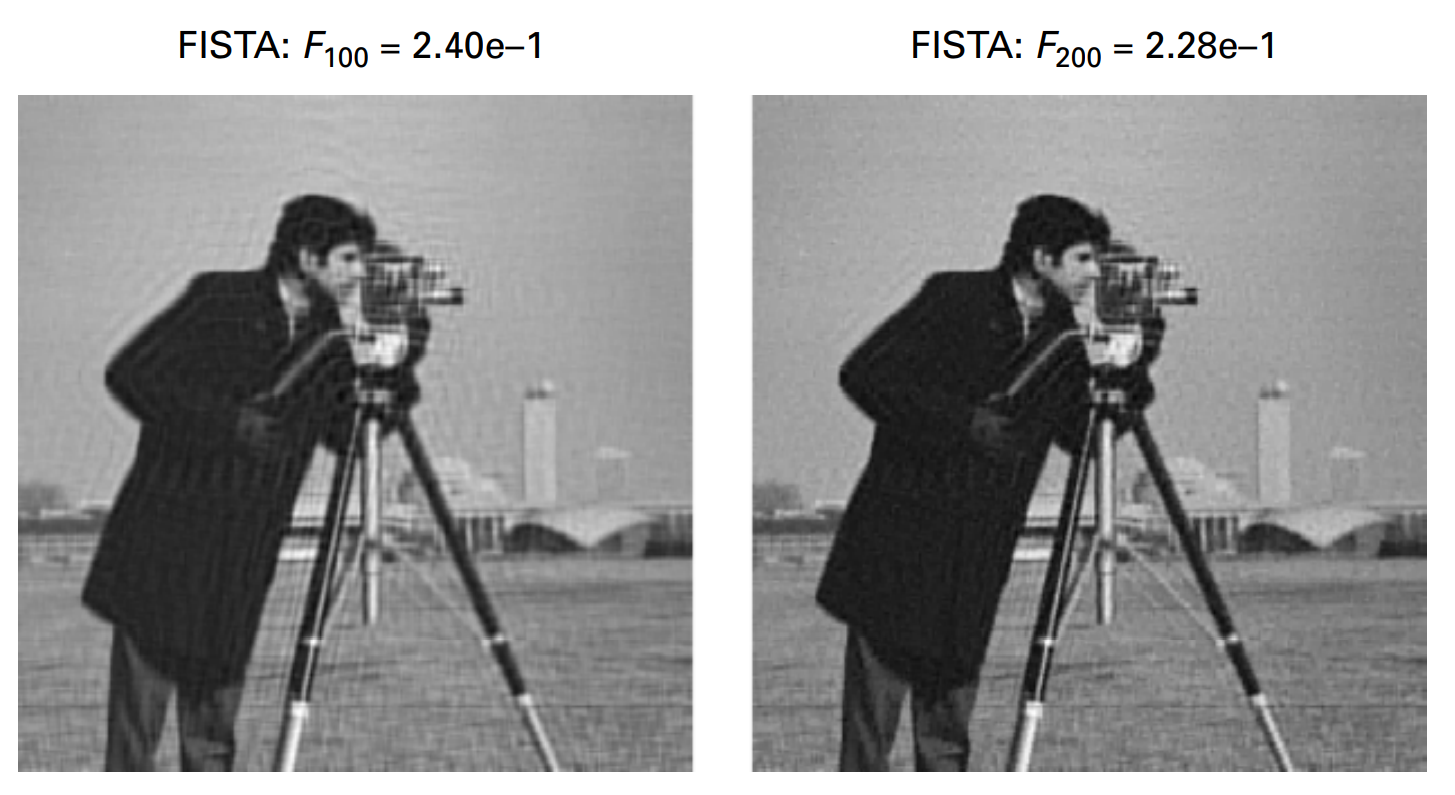 FISTA: F₁₀₀ = 2.40e–1
FISTA: F₂₀₀ = 2.28e–1